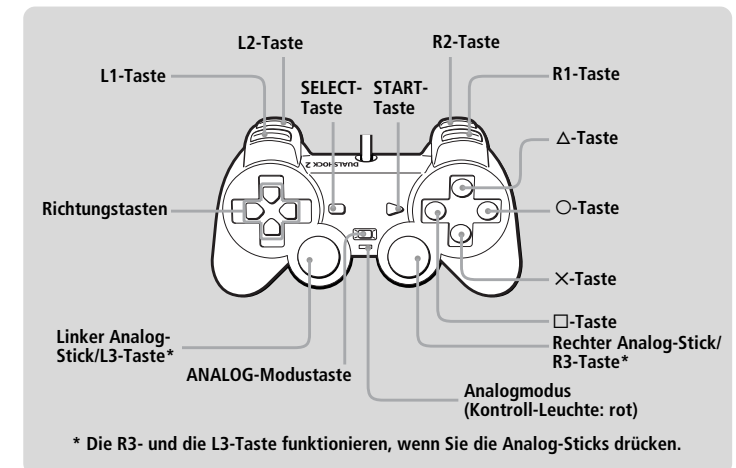 L2-Taste
R2-Taste
L1-Taste
R1-Taste
SELECT-
Taste
START-
Taste
△-Taste
DUALSHOCK 2
Richtungstasten
○-Taste
×-Taste
□-Taste
Linker Analog-
Stick/L3-Taste*
Rechter Analog-Stick/
R3-Taste*
ANALOG-Modustaste
Analogmodus
(Kontroll-Leuchte: rot)
* Die R3- und die L3-Taste funktionieren, wenn Sie die Analog-Sticks drücken.